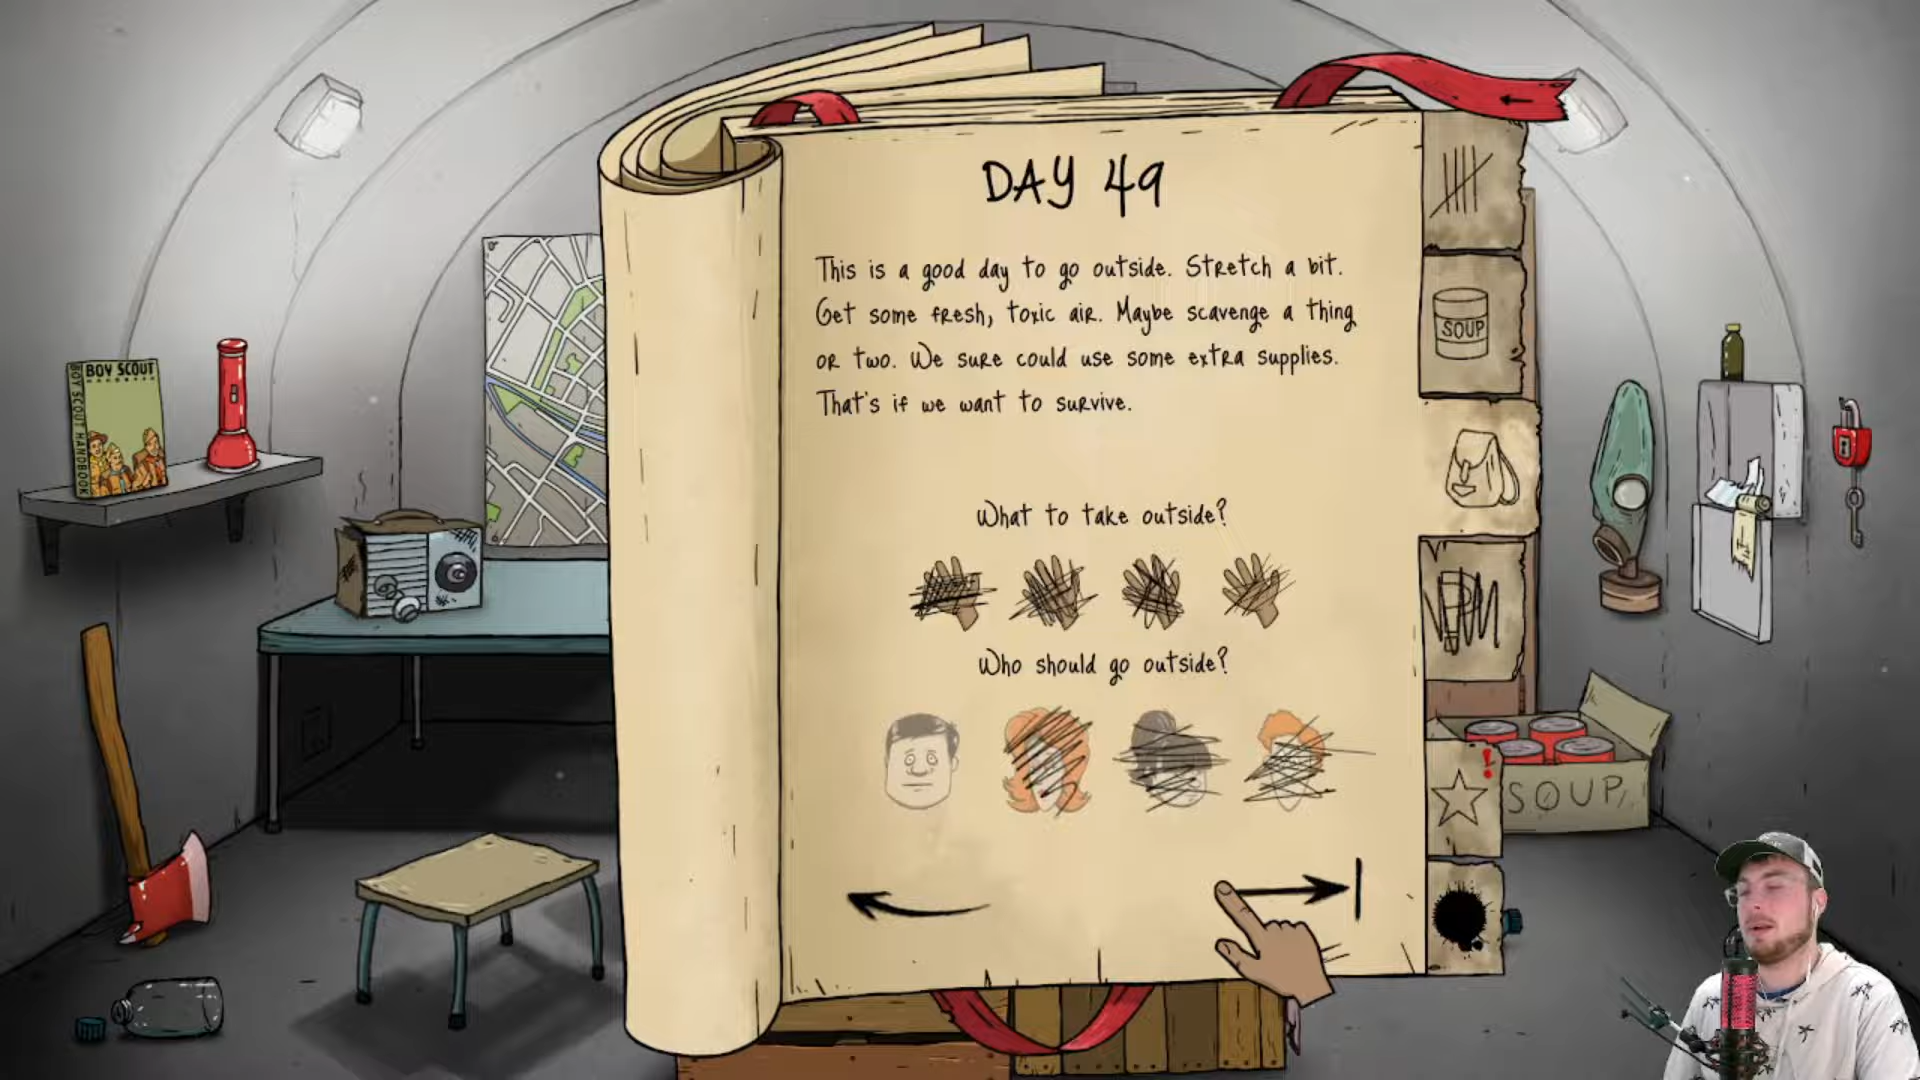 DAY 49
This is a good day to go outside. Stretch a bit.
Get some fresh, toxic air. Maybe scavenge a thing
or two. We sure could use some extra supplies.
That's if we want to survive.
What to take outside?
Who should go outside?
SOUP
!
SOUP
BOY SCOUT
BOY SCOUT HANDBOOK